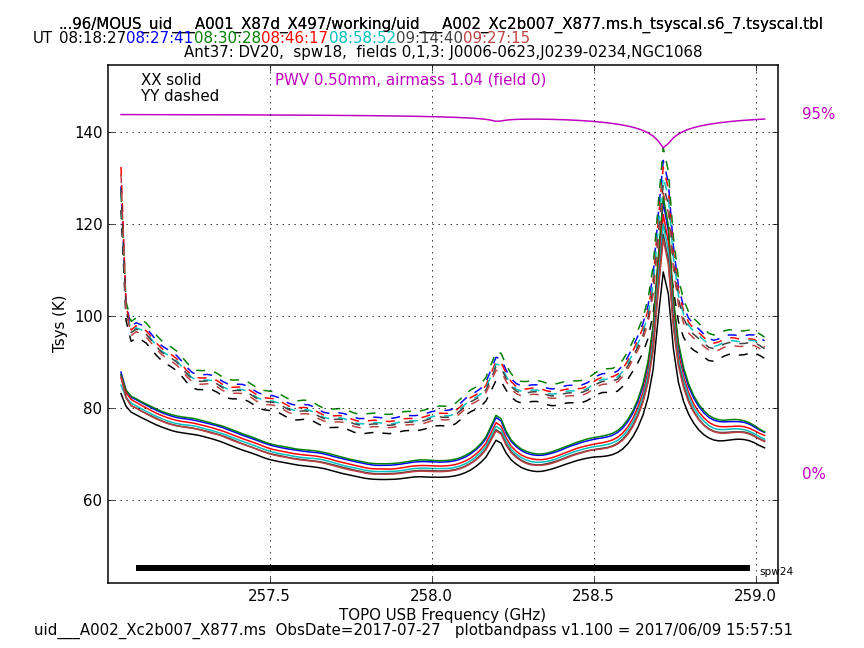 ...96/MOUS_uid___A001_X87d_X497/working/uid___A002_Xc2b007_X877.ms.h_tsyscal.s6_7.tsyscal.tbl
UT 08:18:27 08:27:41 08:30:28 08:46:17 08:58:52 09:14:40 09:27:15
Ant37: DV20, spw18, fields 0,1,3: J0006-0623,J0239-0234,NGC1068
XX solid
YY dashed
PWV 0.50mm, airmass 1.04 (field 0)
95%
0%
140
120
100
80
60
Tsys (K)
spw24
257.5 258.0 258.5 259.0
TOPO USB Frequency (GHz)
uid___A002_Xc2b007_X877.ms ObsDate=2017-07-27 plotbandpass v1.100 = 2017/06/09 15:57:51